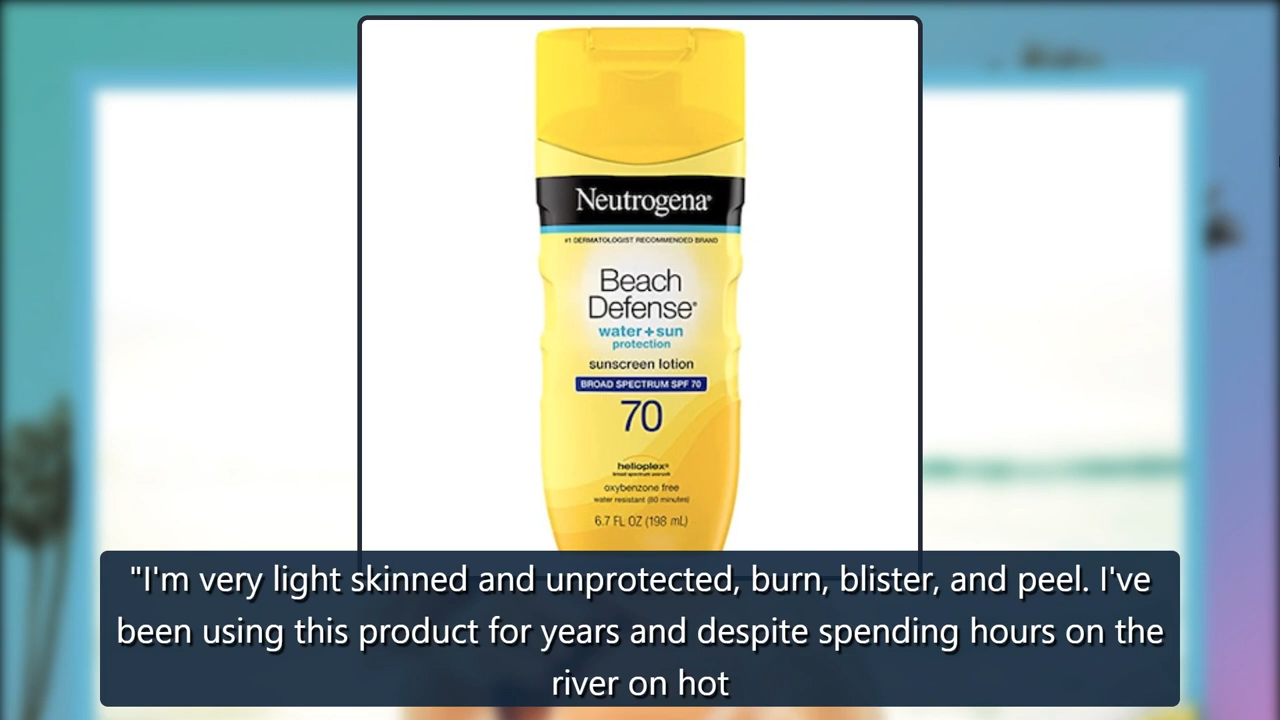 Neutrogena®
#1 DERMATOLOGIST RECOMMENDED BRAND
Beach
Defense®
water+sun
protection
sunscreen lotion
BROAD SPECTRUM SPF 70
70
helioplex®
oxybenzone free
water resistant (80 minutes)
6.7 FL OZ (198 mL)
"I'm very light skinned and unprotected, burn, blister, and peel. I've
been using this product for years and despite spending hours on the
river on hot